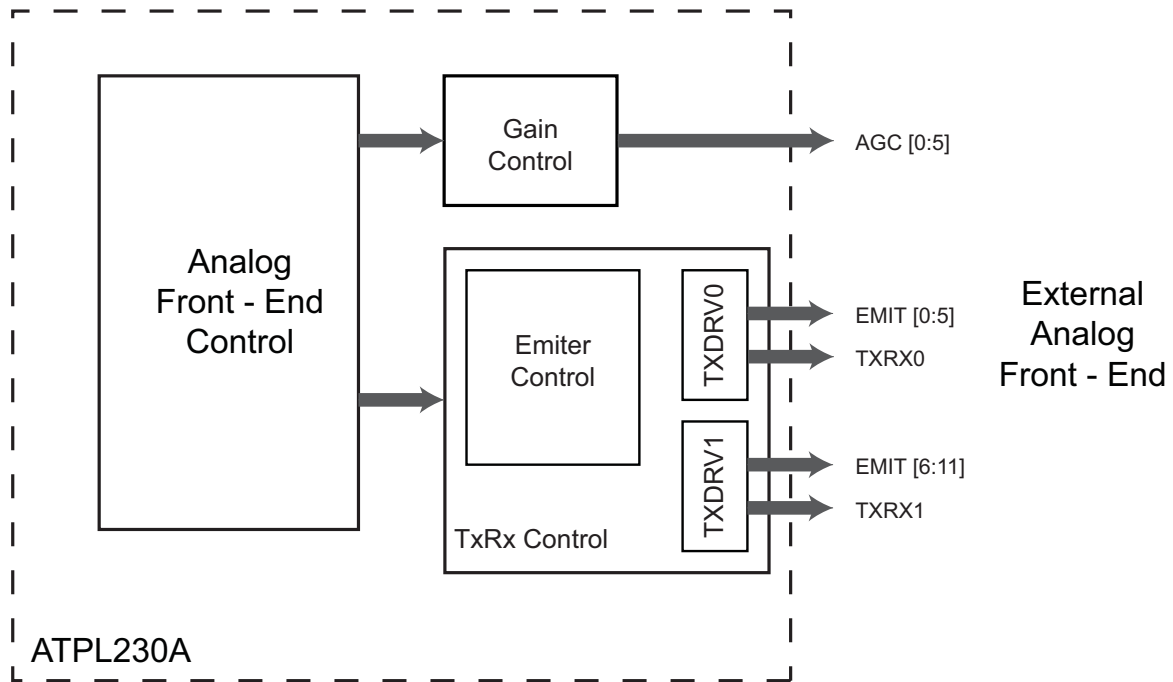 Analog
Front - End
Control
Gain
Control
AGC [0:5]
Emiter
Control
TXDRV0
EMIT [0:5]
TXRX0
TXDRV1
EMIT [6:11]
TXRX1
TxRx Control
External
Analog
Front - End
ATPL230A